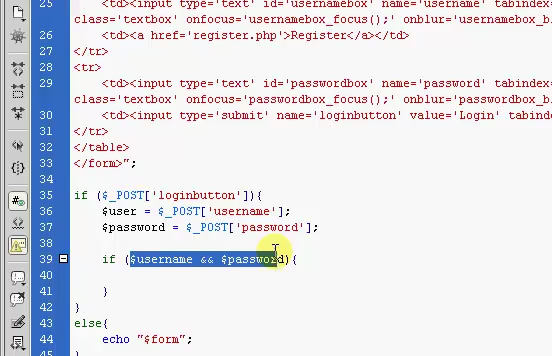 25 <td><input type='text' id='usernamebox' name='username' tabinde
class='textbox' onfocus='usernamebox_focus();' onblur='usernamebox_b
26 <td><a href='register.php'>Register</a></td>
27 </tr>
28 <tr>
29 <td><input type='text' id='passwordbox' name='password' tabindex
class='textbox' onfocus='passwordbox_focus();' onblur='passwordbox_b
30 <td><input type='submit' name='loginbutton' value='Login' tabind
31 </tr>
32 </table>
33 </form>";
34
35 if ($_POST['loginbutton']){
36 $user = $_POST['username'];
37 $password = $_POST['password'];
38
39 if ($username && $password){
40
41 }
42 }
43 else{
44 echo "$form";